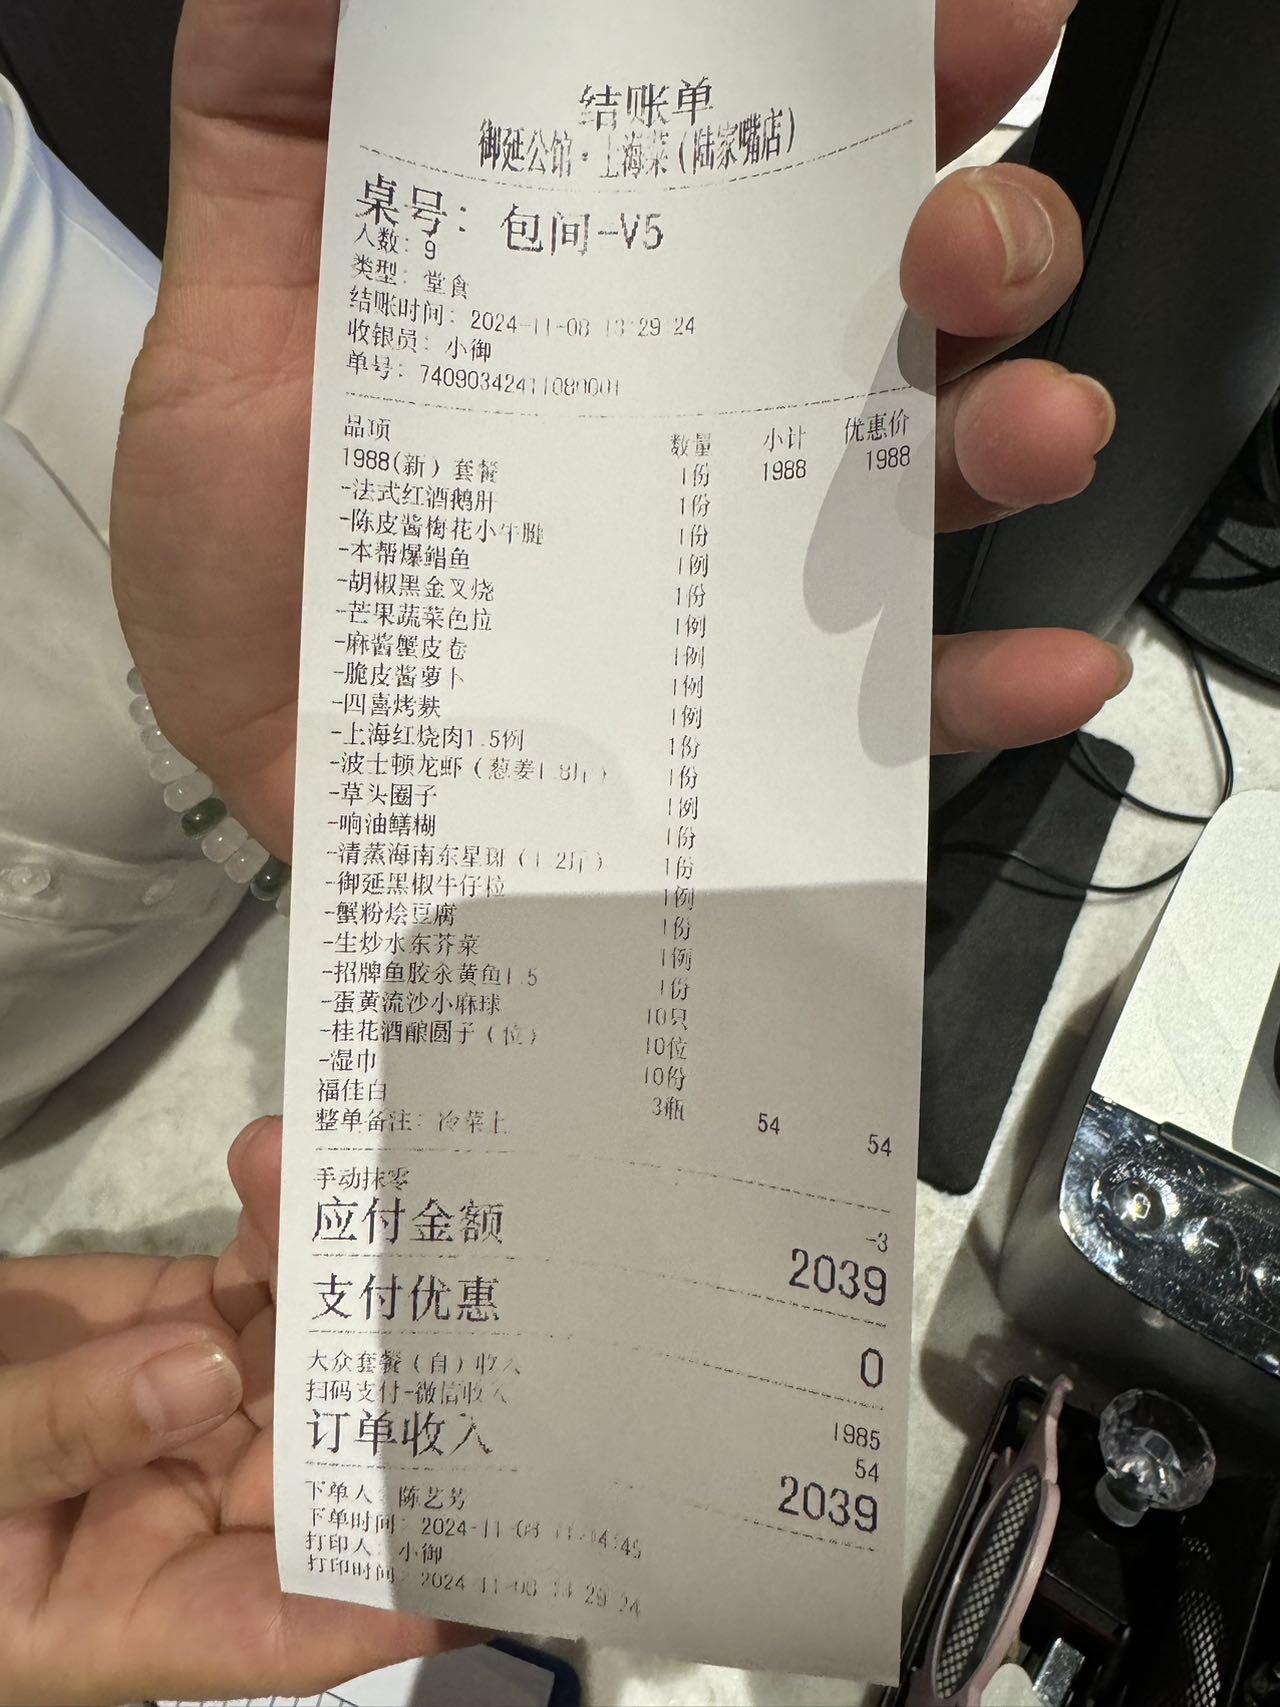 结账单
御延公馆·上海菜(陆家嘴店)
桌号: 包间-V5
人数: 9
类型: 堂食
结账时间: 2024-11-08 13:29:24
收银员: 小御
单号: 74090342411080001
品项 数量 小计 优惠价
1988(新)套餐 1份 1988 1988
-法式红酒鹅肝 1份
-陈皮酱梅花小牛腱 1份
-本帮爆鲳鱼 1例
-胡椒黑金叉烧 1份
-芒果蔬菜色拉 1例
-麻酱蟹皮卷 1例
-脆皮酱萝卜 1例
-四喜烤麸 1例
-上海红烧肉1.5例 1份
-波士顿龙虾(葱姜1.8斤) 1份
-草头圈子 1例
-响油鳝糊 1份
-清蒸海南东星斑(1.2斤) 1份
-御延黑椒牛仔粒 1例
-蟹粉烩豆腐 1份
-生炒水东芥菜 1例
-招牌鱼胶汆黄鱼1.5 1份
-蛋黄流沙小麻球 10只
-桂花酒酿圆子(位) 10位
-湿巾 10份
福佳白 3瓶 54 54
整单备注: 冷菜上
手动抹零 -3
应付金额 2039
支付优惠 0
大众套餐(自)收入 1985
扫码支付-微信收入 54
订单收入 2039
下单人: 陈艺芳
下单时间: 2024-11-08 :45
打印人: 小御
打印时间: 2024-11-08 13:29:24